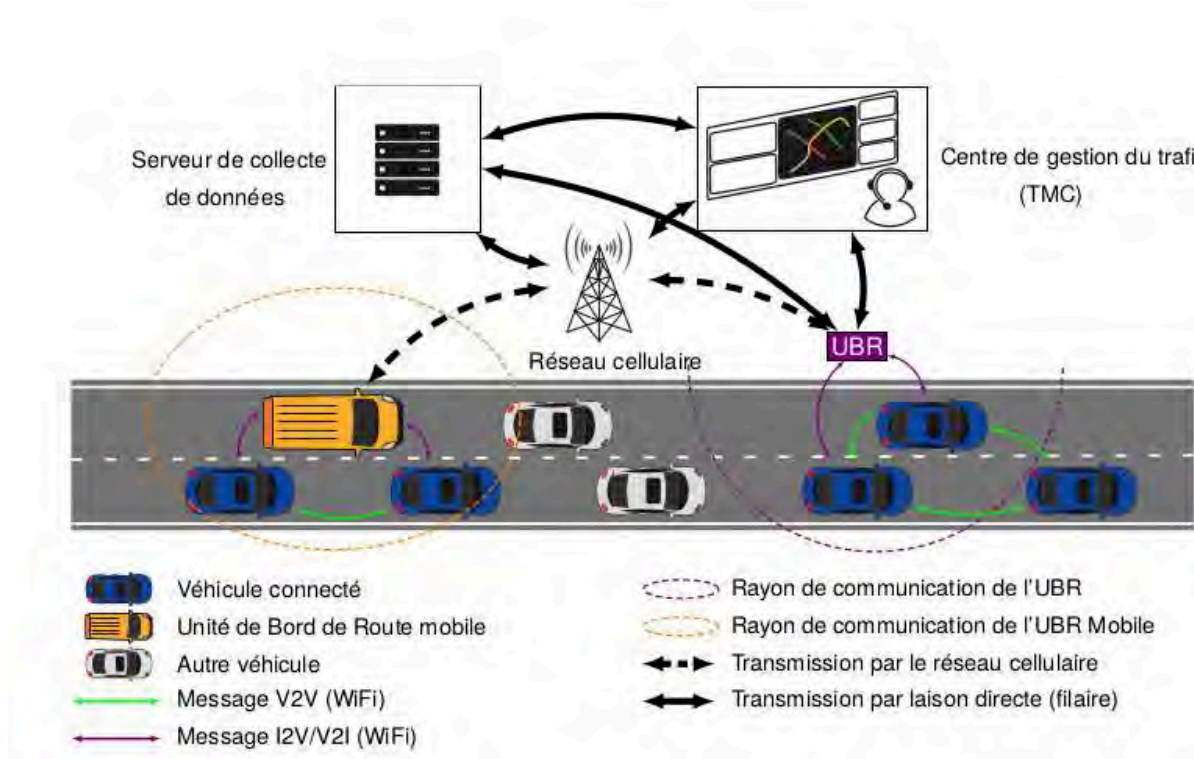 Serveur de collecte
de données
Centre de gestion du trafi
(TMC)
Réseau cellulaire
UBR
Véhicule connecté
Unité de Bord de Route mobile
Autre véhicule
Message V2V (WiFi)
Message I2V/V2I (WiFi)
Rayon de communication de l'UBR
Rayon de communication de l'UBR Mobile
Transmission par le réseau cellulaire
Transmission par laison directe (filaire)